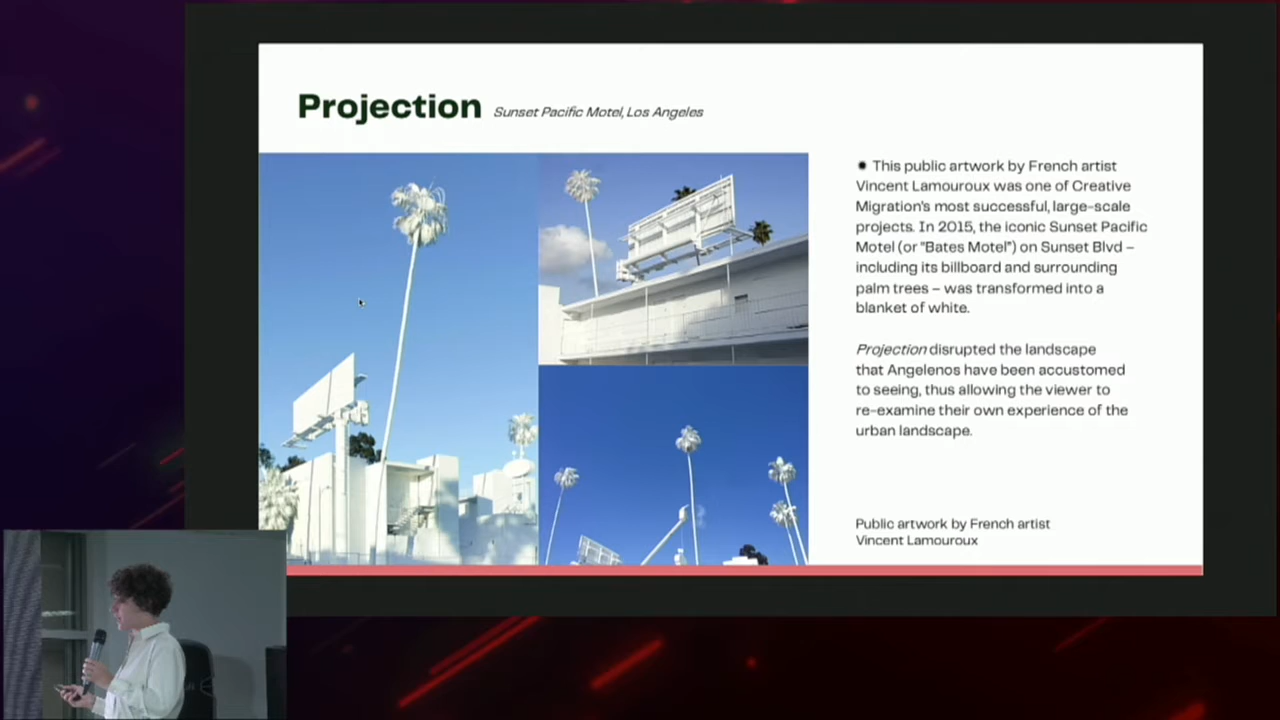 Projection Sunset Pacific Motel, Los Angeles
✹ This public artwork by French artist
Vincent Lamouroux was one of Creative
Migration's most successful, large-scale
projects. In 2015, the iconic Sunset Pacific
Motel (or "Bates Motel") on Sunset Blvd –
including its billboard and surrounding
palm trees – was transformed into a
blanket of white.
Projection disrupted the landscape
that Angelenos have been accustomed
to seeing, thus allowing the viewer to
re-examine their own experience of the
urban landscape.
Public artwork by French artist
Vincent Lamouroux